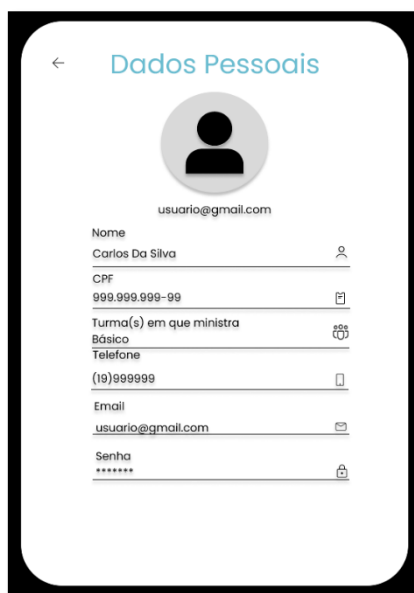 Dados Pessoais
usuario@gmail.com
Nome
Carlos Da Silva
CPF
999.999.999-99
Turma(s) em que ministra
Básico
Telefone
(19)999999
Email
usuario@gmail.com
Senha
*******